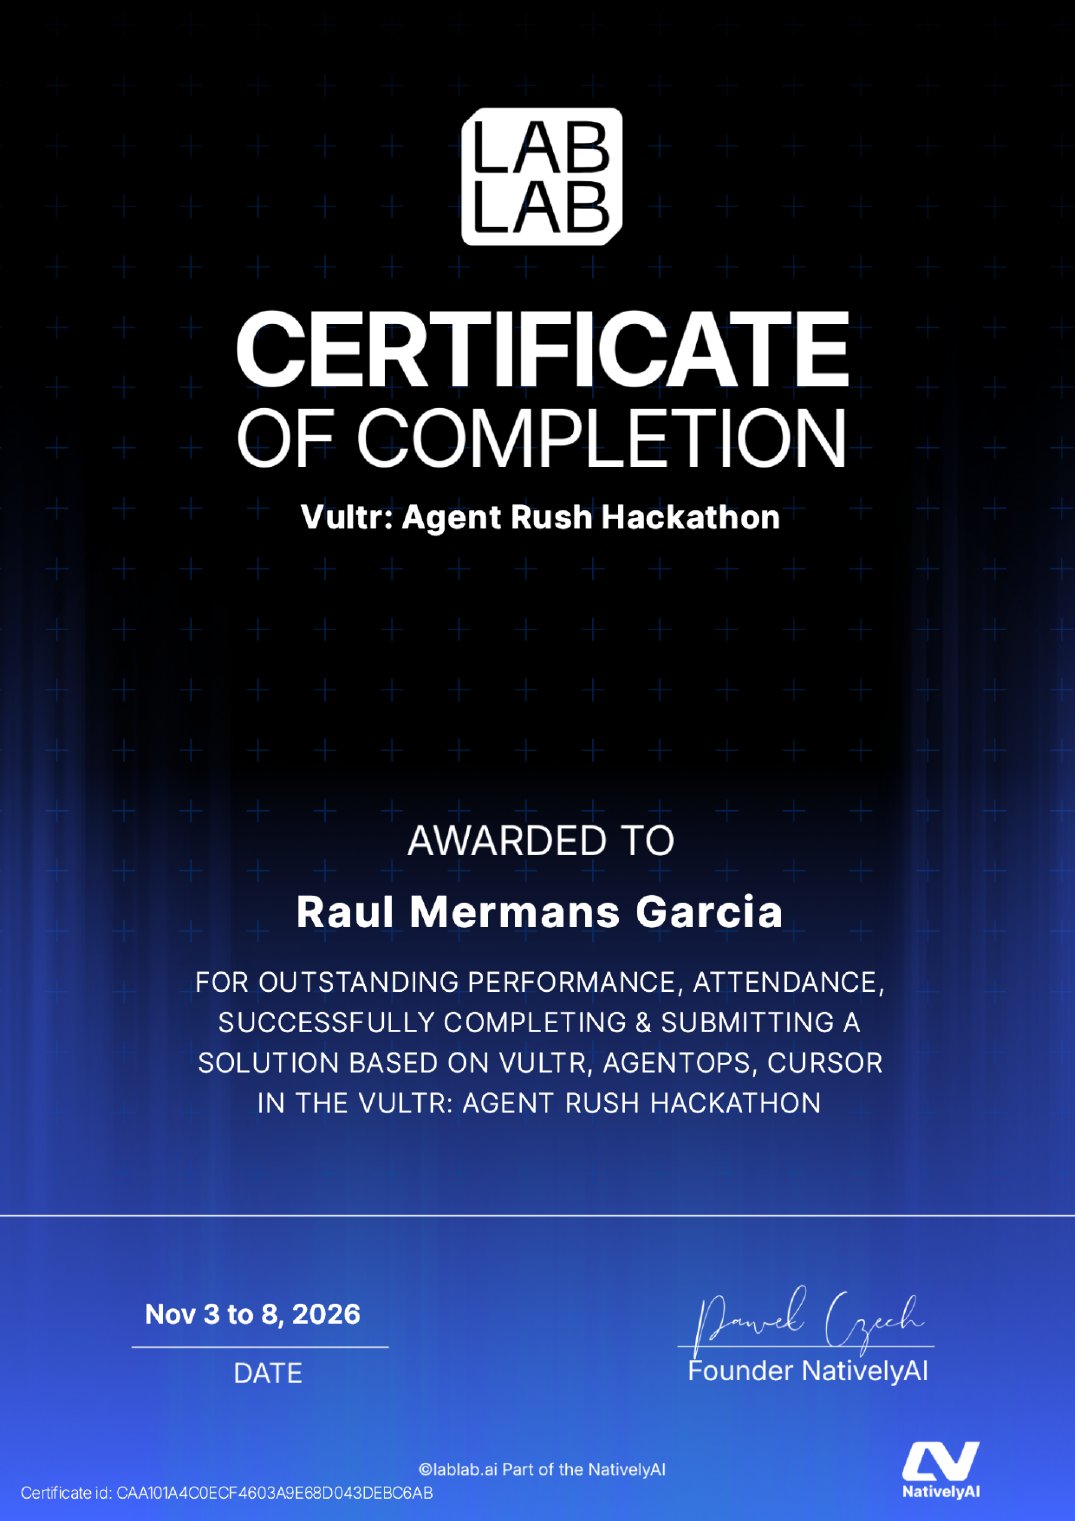 LAB
LAB
CERTIFICATE
OF COMPLETION
Vultr: Agent Rush Hackathon
AWARDED TO
Raul Mermans Garcia
FOR OUTSTANDING PERFORMANCE, ATTENDANCE,
SUCCESSFULLY COMPLETING & SUBMITTING A
SOLUTION BASED ON VULTR, AGENTOPS, CURSOR
IN THE VULTR: AGENT RUSH HACKATHON
Nov 3 to 8, 2026
DATE
Pawel Czech
Founder NativelyAI
©lablab.ai Part of the NativelyAI
NativelyAI
Certificate id: CAA101A4C0ECF4603A9E68D043DEBC6AB